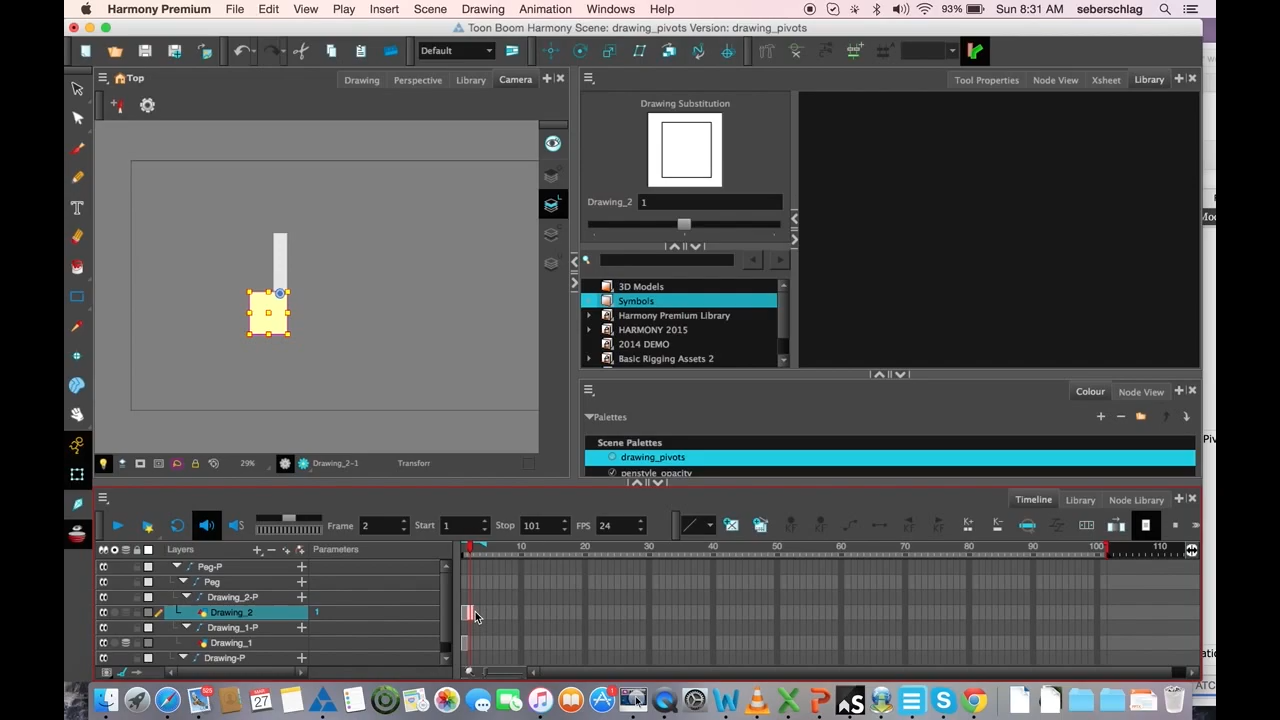 Harmony Premium File Edit View Play Insert Scene Drawing Animation Windows Help 93% Sun 8:31 AM seberschlag
Toon Boom Harmony Scene: drawing_pivots Version: drawing_pivots
Default
Top Drawing Perspective Library Camera
Tool Properties Node View Xsheet Library
Drawing Substitution
Drawing_2 1
3D Models
Symbols
Harmony Premium Library
HARMONY 2015
2014 DEMO
Basic Rigging Assets 2
Colour Node View
Palettes
Scene Palettes
drawing_pivots
penstyle_opacity
29% Drawing_2-1 Transform
Timeline Library Node Library
Frame 2 Start 1 Stop 101 FPS 24
Layers Parameters
10 20 30 40 50 60 70 80 90 100 110
Peg-P
Peg
Drawing_2-P
Drawing_2 1
Drawing_1-P
Drawing_1
Drawing-P